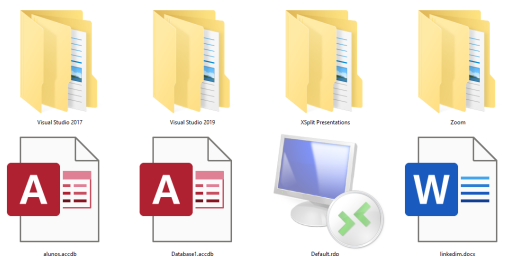 Visual Studio 2017
Visual Studio 2019
XSplit Presentations
Zoom
A
A
W
alunos.accdb
Database1.accdb
Default.rdp
linkedim.docx